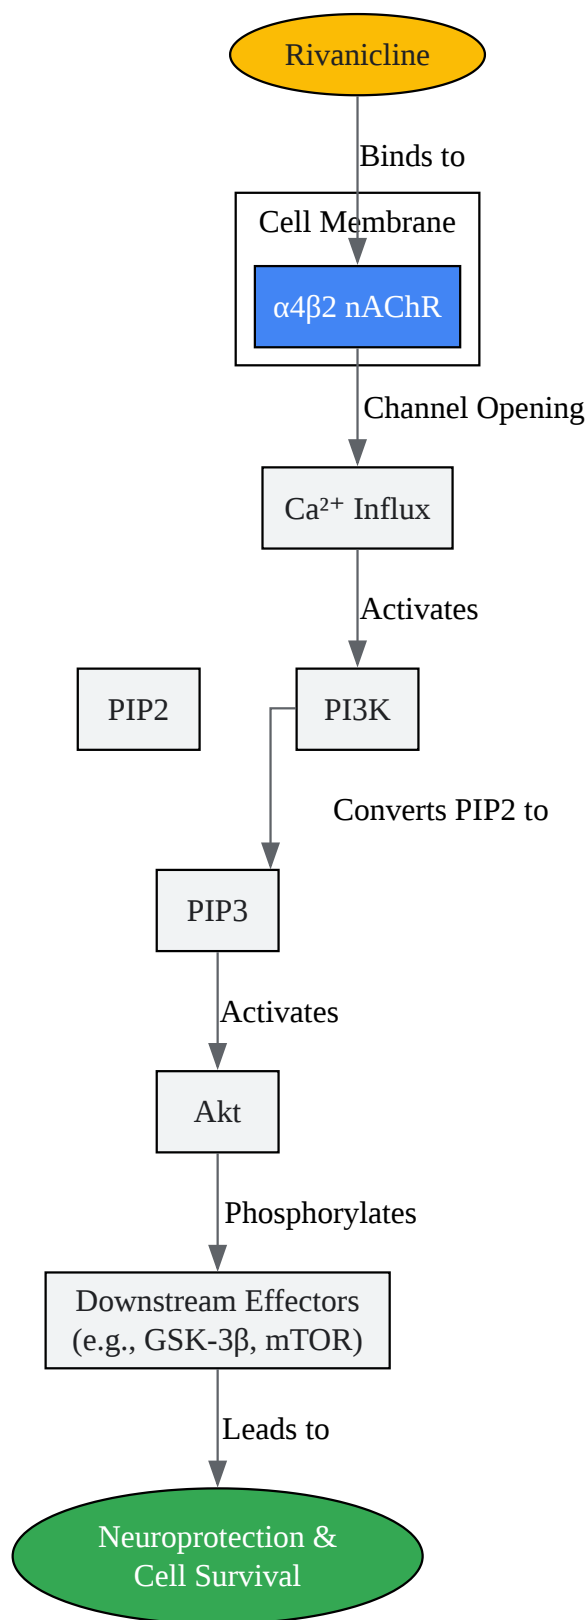 Rivanicline
Binds to
Cell Membrane
α4β2 nAChR
Channel Opening
Ca²⁺ Influx
Activates
PIP2
PI3K
Converts PIP2 to
PIP3
Activates
Akt
Phosphorylates
Downstream Effectors
(e.g., GSK-3β, mTOR)
Leads to
Neuroprotection &
Cell Survival